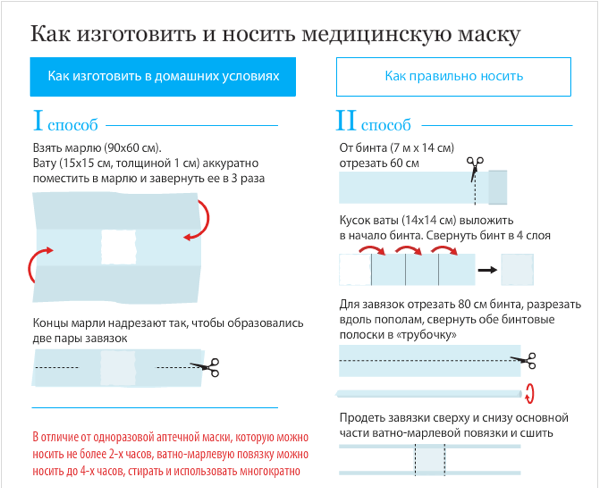 Как изготовить и носить медицинскую маску
Как изготовить в домашних условиях
Как правильно носить
I способ
Взять марлю (90х60 см).
Вату (15х15 см, толщиной 1 см) аккуратно
поместить в марлю и завернуть ее в 3 раза
Концы марли надрезают так, чтобы образовались
две пары завязок
В отличие от одноразовой аптечной маски, которую можно
носить не более 2-х часов, ватно-марлевую повязку можно
носить до 4-х часов, стирать и использовать многократно
II способ
От бинта (7 м х 14 см)
отрезать 60 см
Кусок ваты (14х14 см) выложить
в начало бинта. Свернуть бинт в 4 слоя
Для завязок отрезать 80 см бинта, разрезать
вдоль пополам, свернуть обе бинтовые
полоски в «трубочку»
Продеть завязки сверху и снизу основной
части ватно-марлевой повязки и сшить